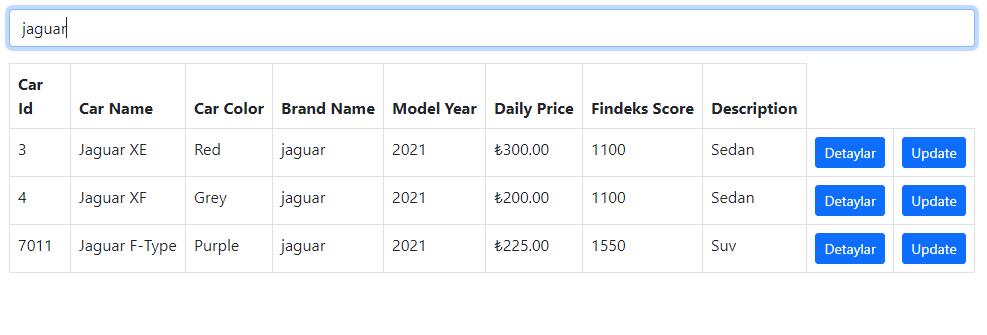 jaguar
Car Id Car Name Car Color Brand Name Model Year Daily Price Findeks Score Description
3 Jaguar XE Red jaguar 2021 ₺300.00 1100 Sedan Detaylar Update
4 Jaguar XF Grey jaguar 2021 ₺200.00 1100 Sedan Detaylar Update
7011 Jaguar F-Type Purple jaguar 2021 ₺225.00 1550 Suv Detaylar Update